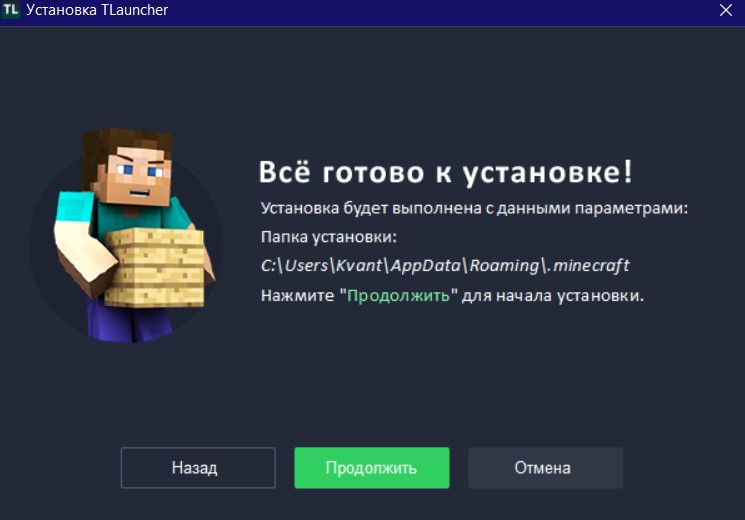 TL Установка TLauncher
Всё готово к установке!
Установка будет выполнена с данными параметрами:
Папка установки:
C:\Users\Kvant\AppData\Roaming\.minecraft
Нажмите "Продолжить" для начала установки.
Назад Продолжить Отмена